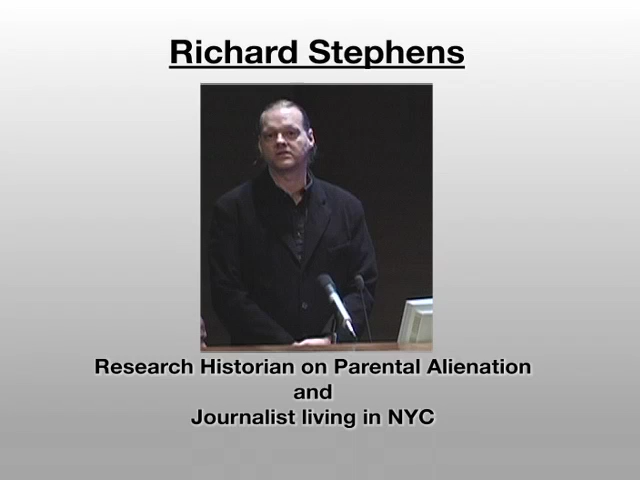 Richard Stephens
Research Historian on Parental Alienation
and
Journalist living in NYC